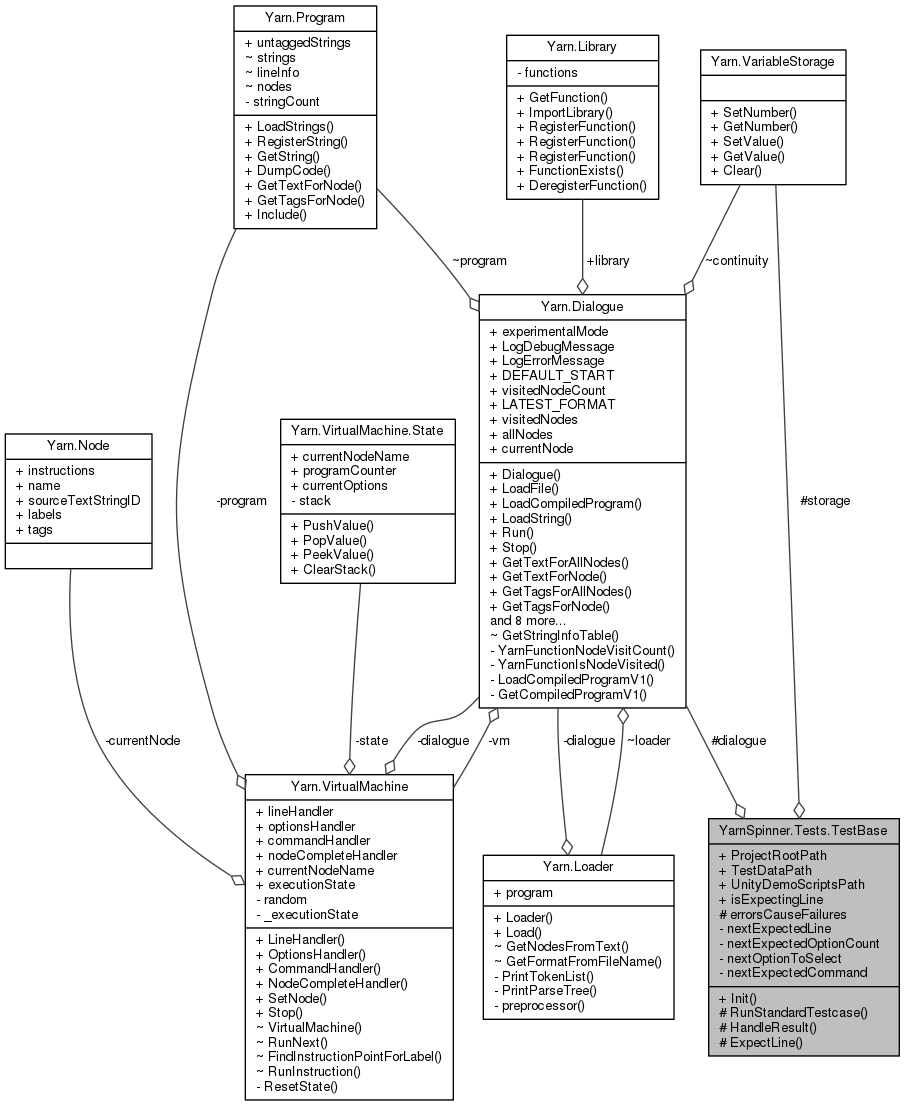 Yarn.Program
+ untaggedStrings
~ strings
~ lineInfo
~ nodes
- stringCount
+ LoadStrings()
+ RegisterString()
+ GetString()
+ DumpCode()
+ GetTextForNode()
+ GetTagsForNode()
+ Include()
Yarn.Library
- functions
+ GetFunction()
+ ImportLibrary()
+ RegisterFunction()
+ RegisterFunction()
+ RegisterFunction()
+ FunctionExists()
+ DeregisterFunction()
Yarn.VariableStorage
+ SetNumber()
+ GetNumber()
+ SetValue()
+ GetValue()
+ Clear()
~program
+library
~continuity
Yarn.Dialogue
+ experimentalMode
+ LogDebugMessage
+ LogErrorMessage
+ DEFAULT_START
+ visitedNodeCount
+ LATEST_FORMAT
+ visitedNodes
+ allNodes
+ currentNode
+ Dialogue()
+ LoadFile()
+ LoadCompiledProgram()
+ LoadString()
+ Run()
+ Stop()
+ GetTextForAllNodes()
+ GetTextForNode()
+ GetTagsForAllNodes()
+ GetTagsForNode()
and 8 more...
~ GetStringInfoTable()
- YarnFunctionNodeVisitCount()
- YarnFunctionIsNodeVisited()
- LoadCompiledProgramV1()
- GetCompiledProgramV1()
Yarn.Node
+ instructions
+ name
+ sourceTextStringID
+ labels
+ tags
-program
Yarn.VirtualMachine.State
+ currentNodeName
+ programCounter
+ currentOptions
- stack
+ PushValue()
+ PopValue()
+ PeekValue()
+ ClearStack()
#storage
-currentNode
-state
-dialogue
-vm
-dialogue
~loader
#dialogue
Yarn.VirtualMachine
+ lineHandler
+ optionsHandler
+ commandHandler
+ nodeCompleteHandler
+ currentNodeName
+ executionState
- random
- _executionState
+ LineHandler()
+ OptionsHandler()
+ CommandHandler()
+ NodeCompleteHandler()
+ SetNode()
+ Stop()
~ VirtualMachine()
~ RunNext()
~ FindInstructionPointForLabel()
~ RunInstruction()
- ResetState()
Yarn.Loader
+ program
+ Loader()
+ Load()
~ GetNodesFromText()
~ GetFormatFromFileName()
- PrintTokenList()
- PrintParseTree()
- preprocessor()
YarnSpinner.Tests.TestBase
+ ProjectRootPath
+ TestDataPath
+ UnityDemoScriptsPath
+ isExpectingLine
# errorsCauseFailures
- nextExpectedLine
- nextExpectedOptionCount
- nextOptionToSelect
- nextExpectedCommand
+ Init()
# RunStandardTestcase()
# HandleResult()
# ExpectLine()